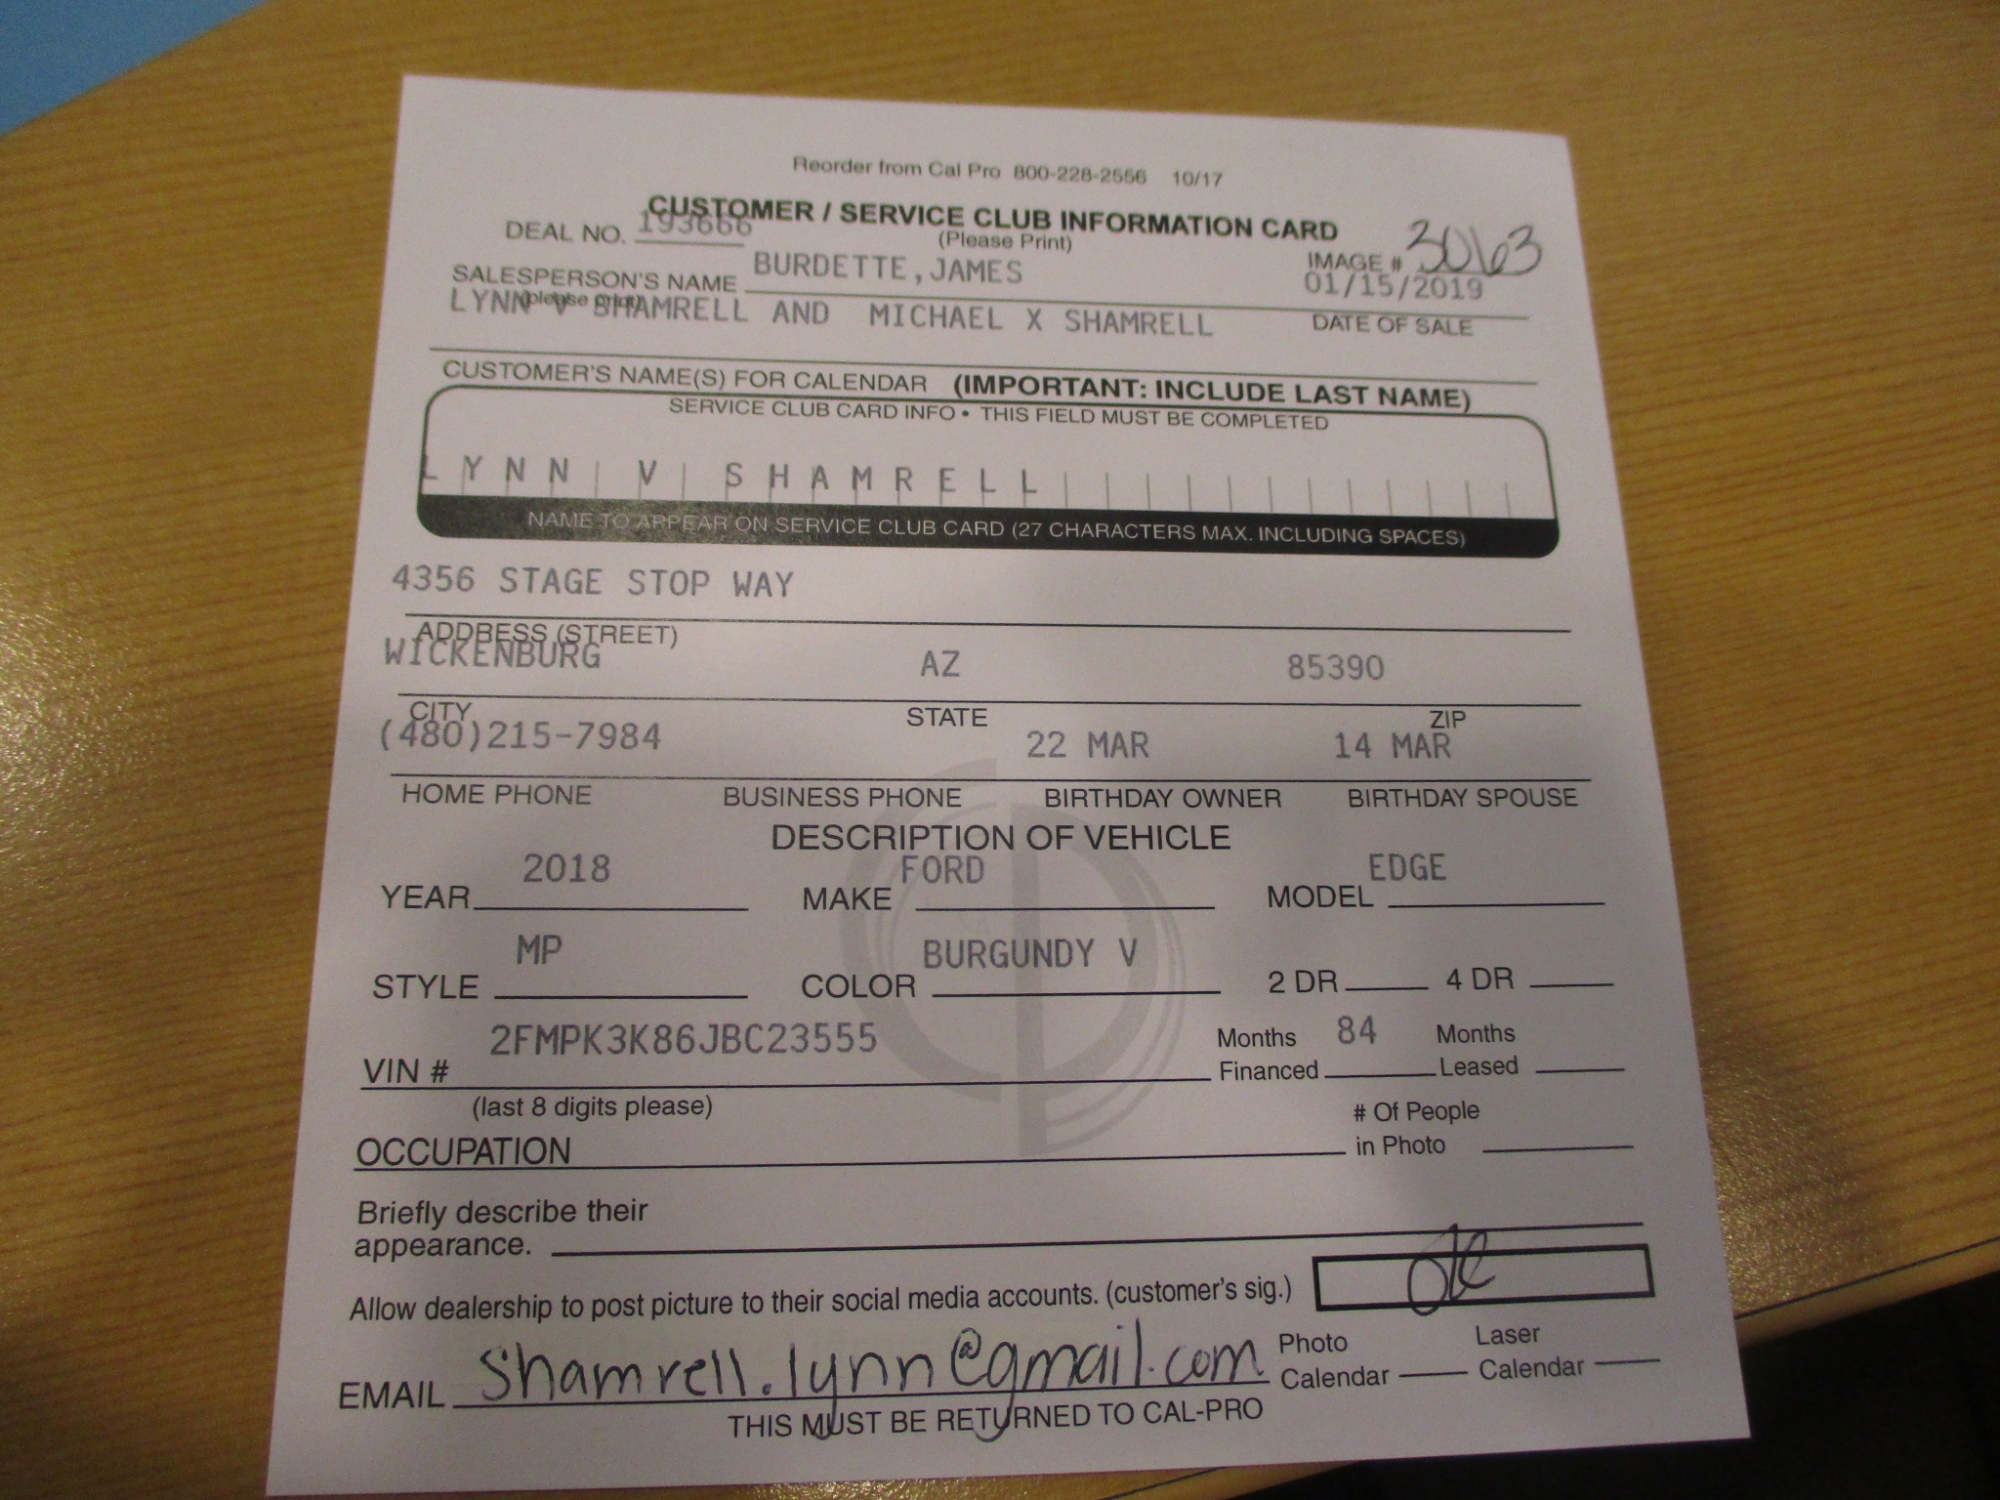 Reorder from Cal Pro 800-228-2556 10/17
CUSTOMER / SERVICE CLUB INFORMATION CARD
(Please Print)
DEAL NO. 193666
IMAGE # 3063
SALESPERSON'S NAME BURDETTE,JAMES 01/15/2019
(please print)
LYNN V SHAMRELL AND MICHAEL X SHAMRELL DATE OF SALE
CUSTOMER'S NAME(S) FOR CALENDAR (IMPORTANT: INCLUDE LAST NAME)
SERVICE CLUB CARD INFO • THIS FIELD MUST BE COMPLETED
LYNN V SHAMRELL
NAME TO APPEAR ON SERVICE CLUB CARD (27 CHARACTERS MAX. INCLUDING SPACES)
4356 STAGE STOP WAY
ADDRESS (STREET)
WICKENBURG AZ 85390
CITY STATE ZIP
(480)215-7984 22 MAR 14 MAR
HOME PHONE BUSINESS PHONE BIRTHDAY OWNER BIRTHDAY SPOUSE
DESCRIPTION OF VEHICLE
YEAR 2018 MAKE FORD MODEL EDGE
STYLE MP COLOR BURGUNDY V 2 DR 4 DR
VIN # 2FMPK3K86JBC23555 Months Financed 84 Months Leased
(last 8 digits please)
OCCUPATION # Of People in Photo
Briefly describe their
appearance.
Allow dealership to post picture to their social media accounts. (customer's sig.) ok
EMAIL shamrell.lynn@gmail.com Photo Calendar Laser Calendar
THIS MUST BE RETURNED TO CAL-PRO